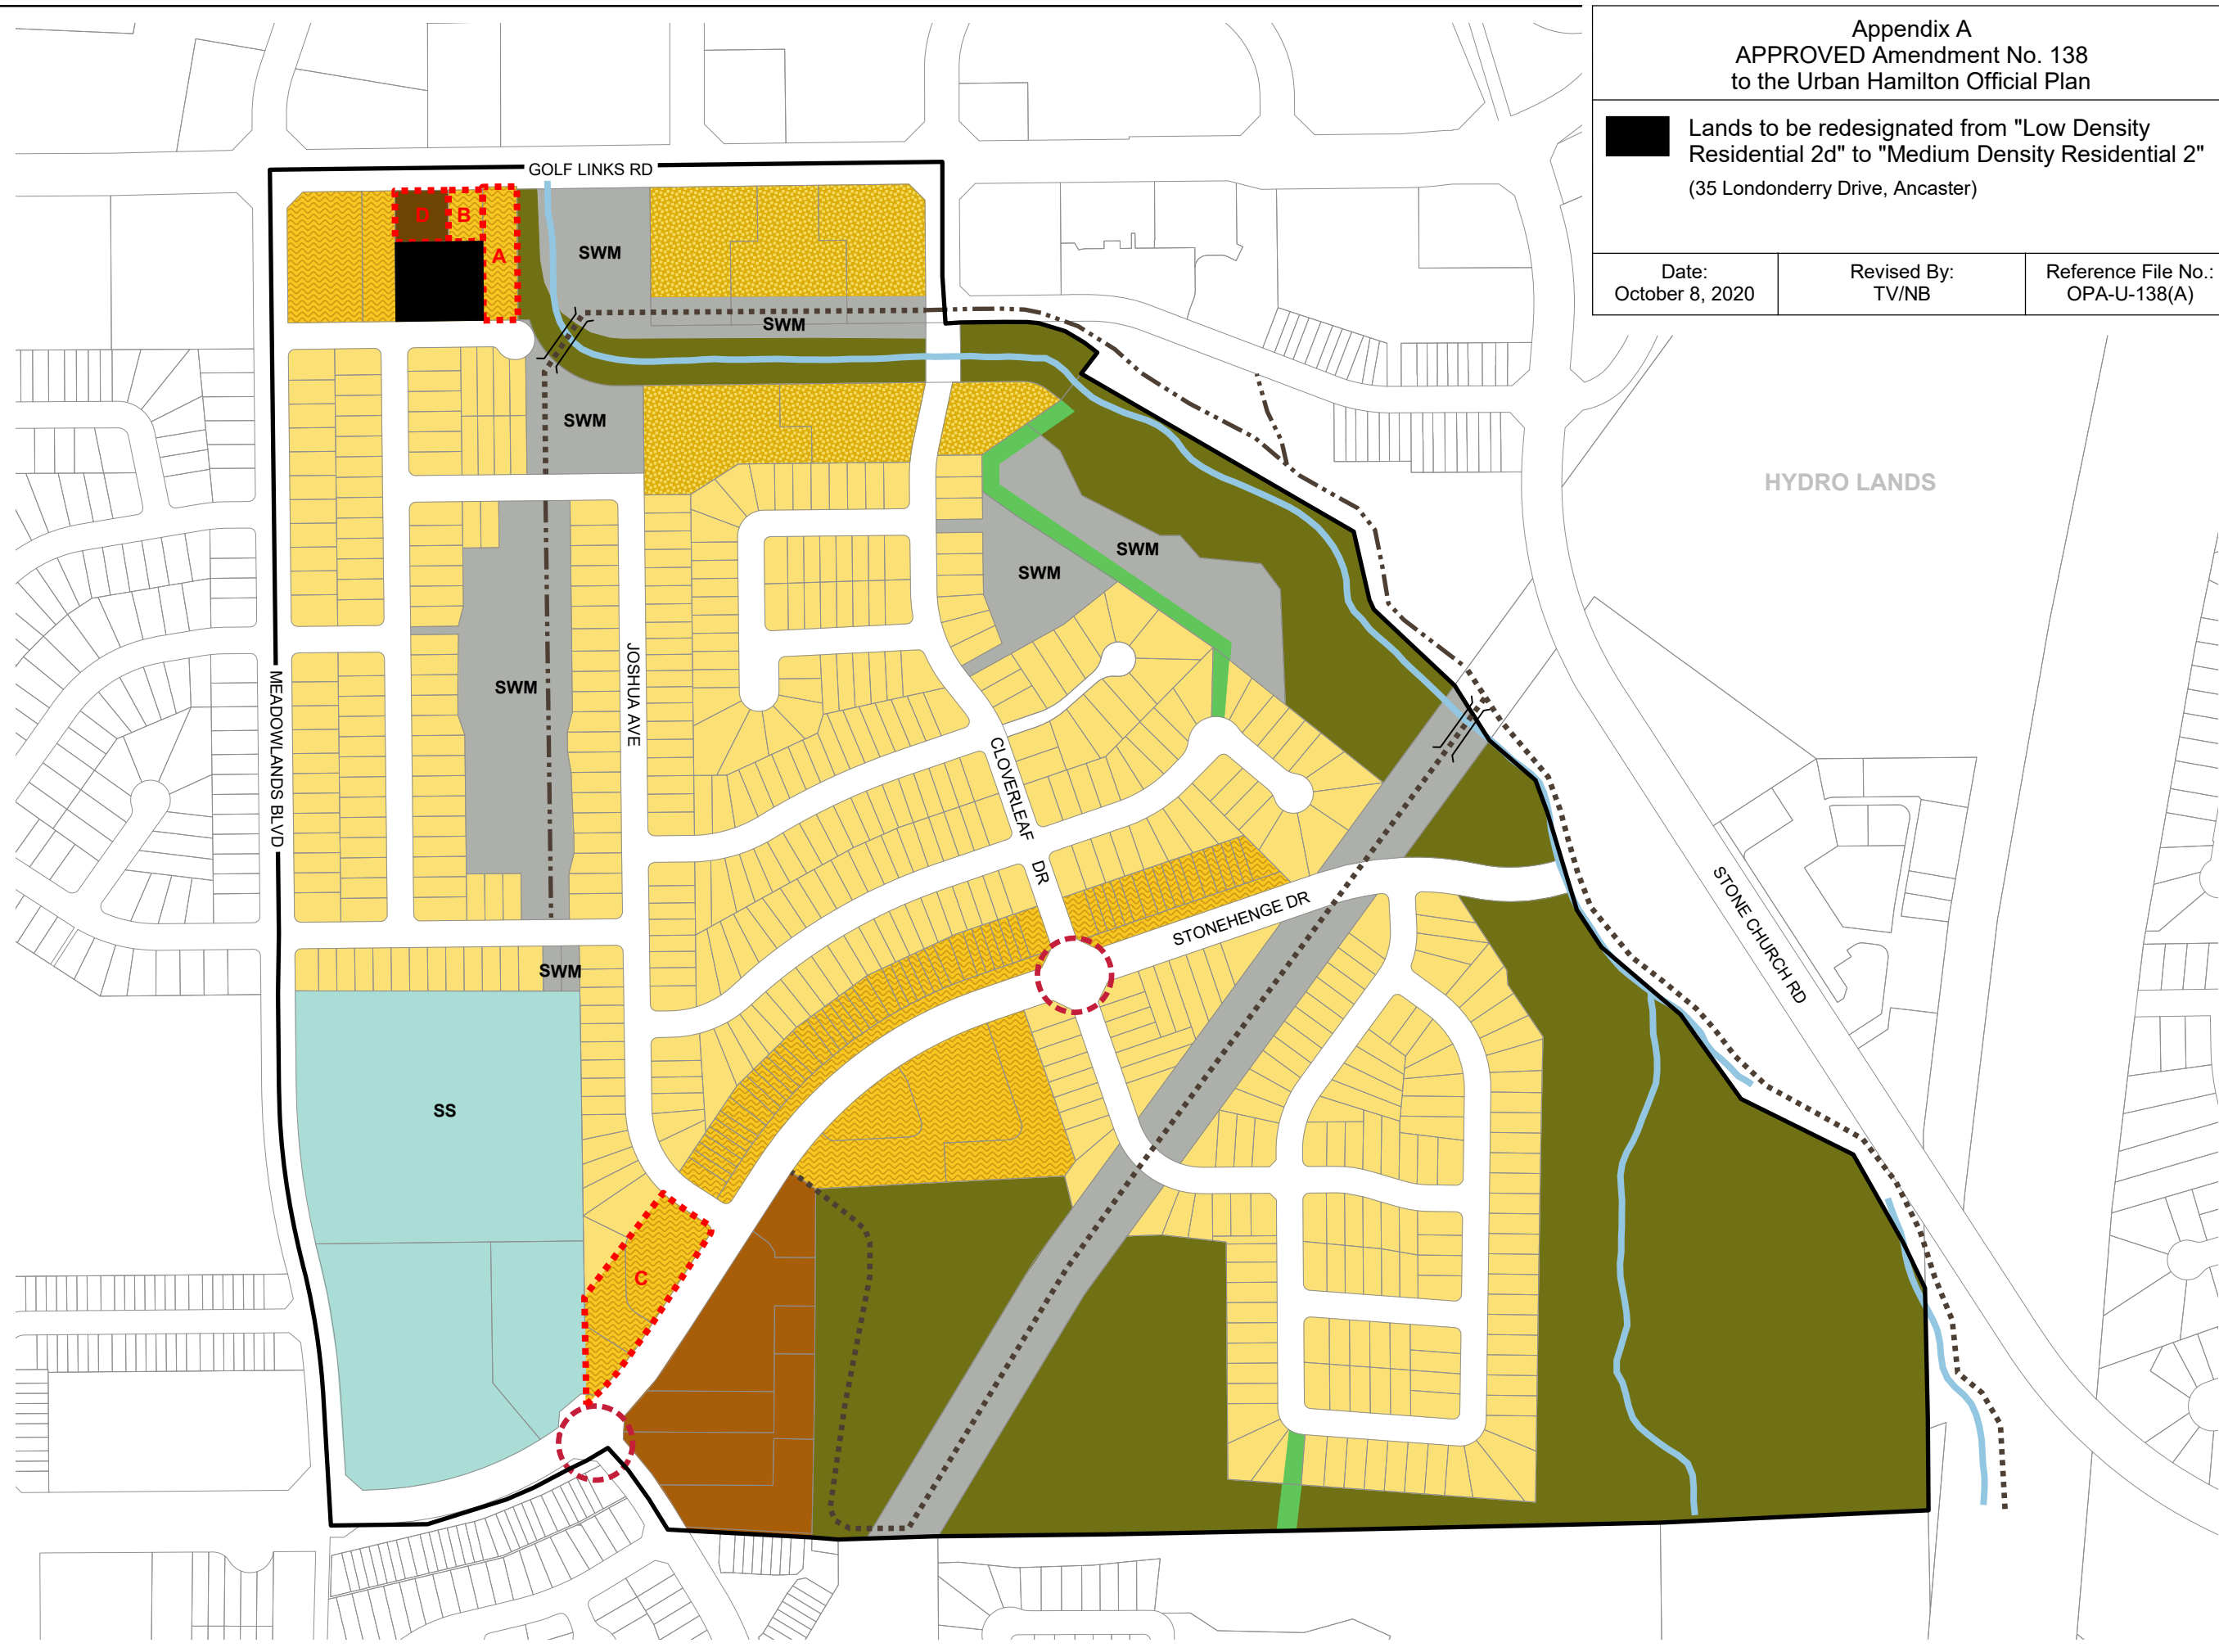 Appendix A
APPROVED Amendment No. 138
to the Urban Hamilton Official Plan
Lands to be redesignated from "Low Density
Residential 2d" to "Medium Density Residential 2"
(35 Londonderry Drive, Ancaster)
Date:
October 8, 2020
Revised By:
TV/NB
Reference File No.:
OPA-U-138(A)
GOLF LINKS RD
D
B
A
SWM
SWM
SWM
HYDRO LANDS
SWM
SWM
SWM
JOSHUA AVE
MEADOWLANDS BLVD
CLOVERLEAF
DR
STONEHENGE DR
STONE CHURCH RD
SWM
SS
C